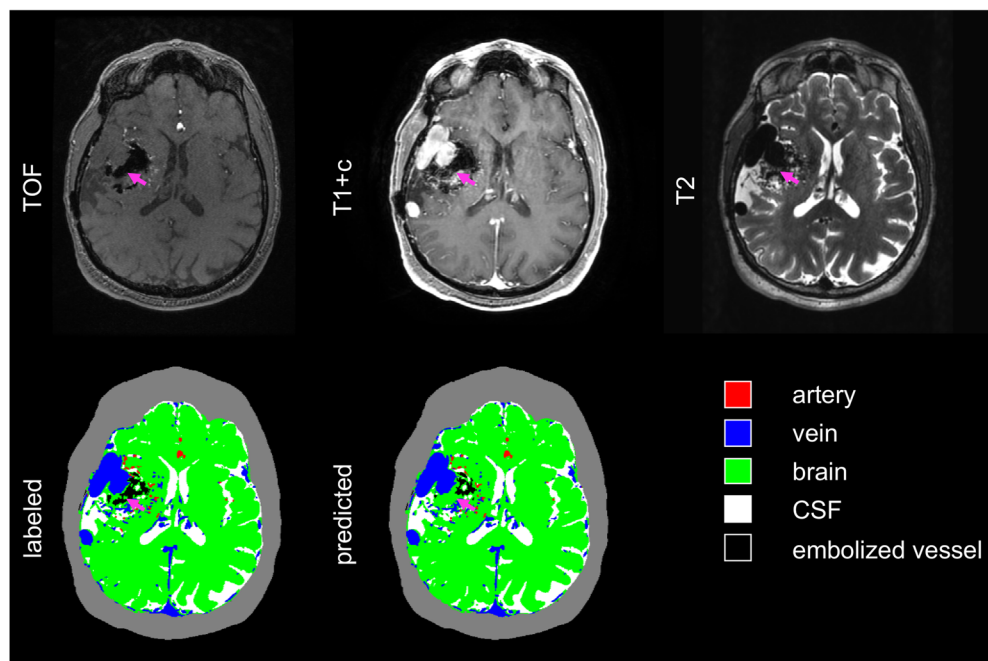 TOF
T1+c
T2
labeled
predicted
artery
vein
brain
CSF
embolized vessel